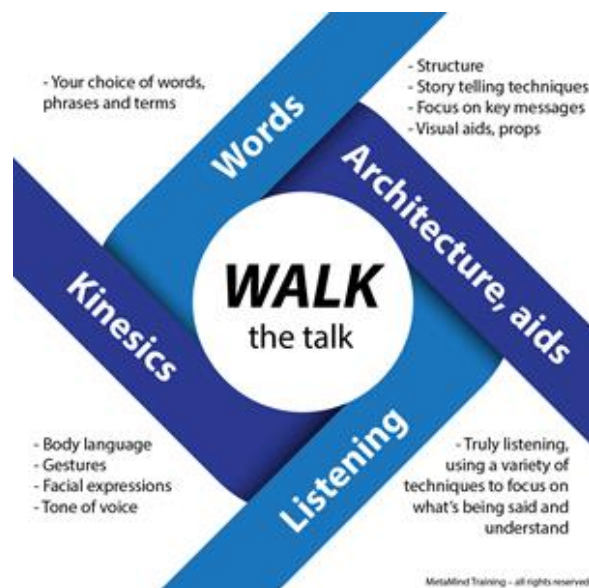 - Your choice of words,
phrases and terms
Words
- Structure
- Story telling techniques
- Focus on key messages
- Visual aids, props
Architecture, aids
WALK
the talk
Kinesics
- Body language
- Gestures
- Facial expressions
- Tone of voice
Listening
- Truly listening,
using a variety of
techniques to focus on
what's being said and
understand
MetaMind Training – all rights reserved